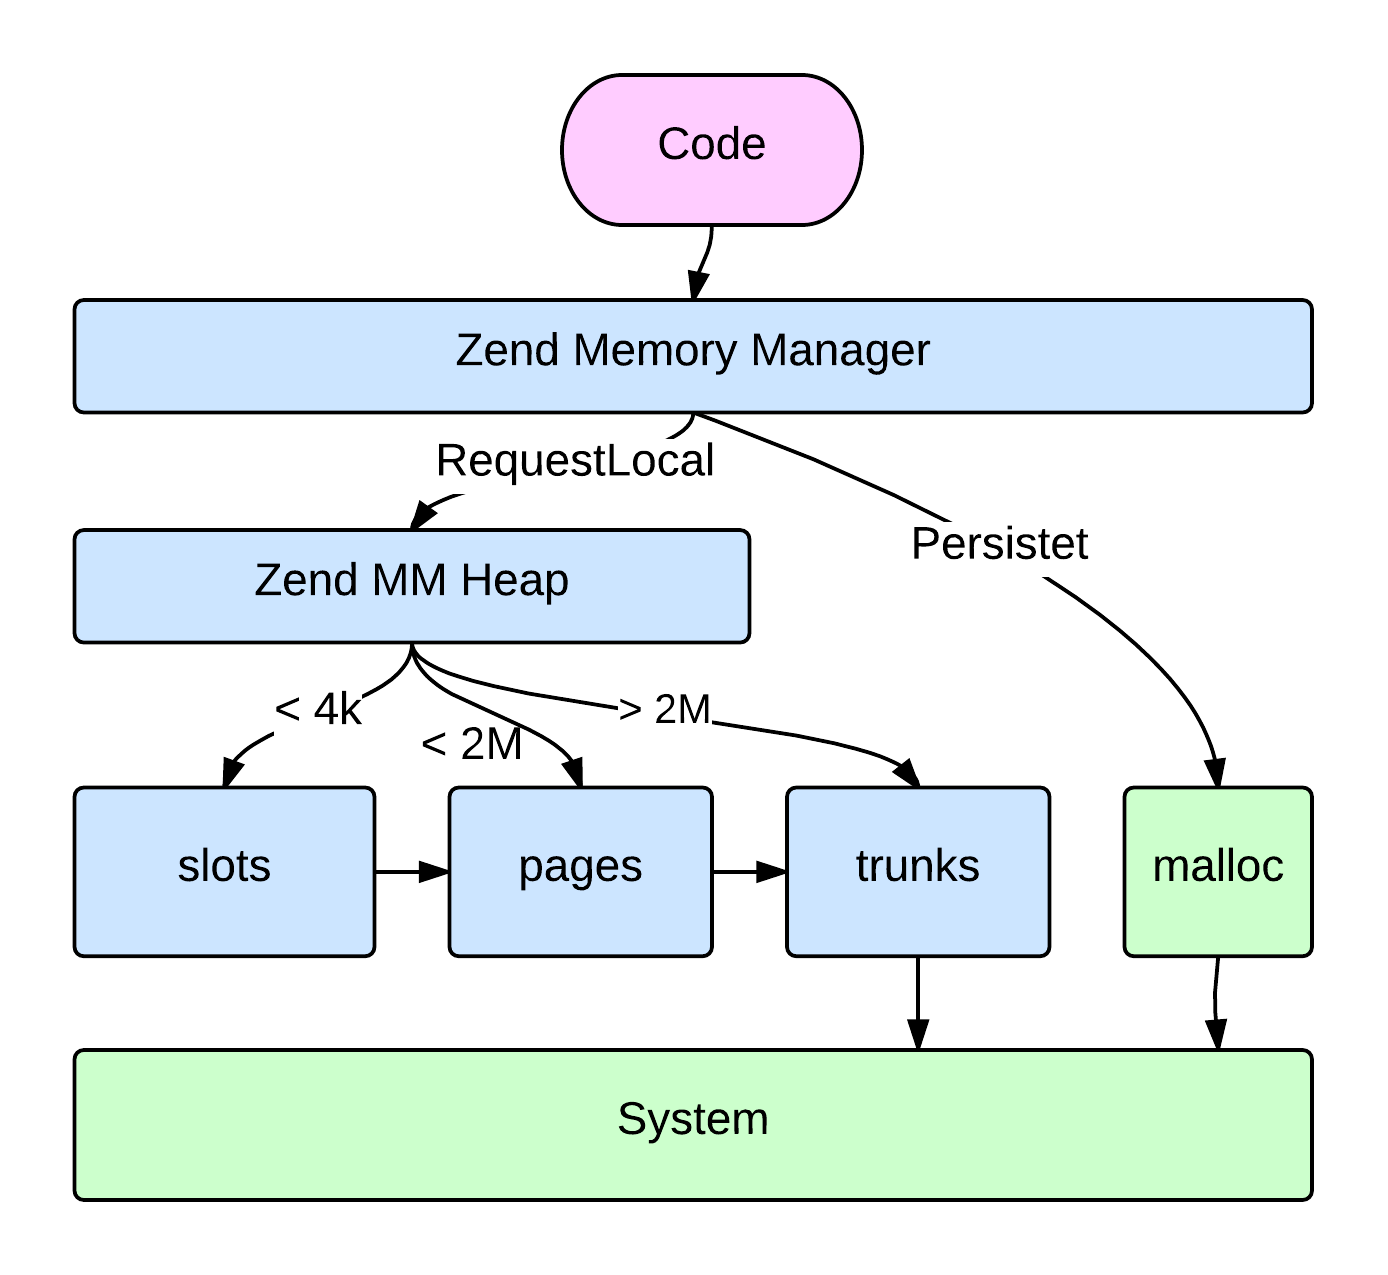 Code
Zend Memory Manager
RequestLocal
Persistet
Zend MM Heap
< 4k
< 2M
> 2M
slots
pages
trunks
malloc
System